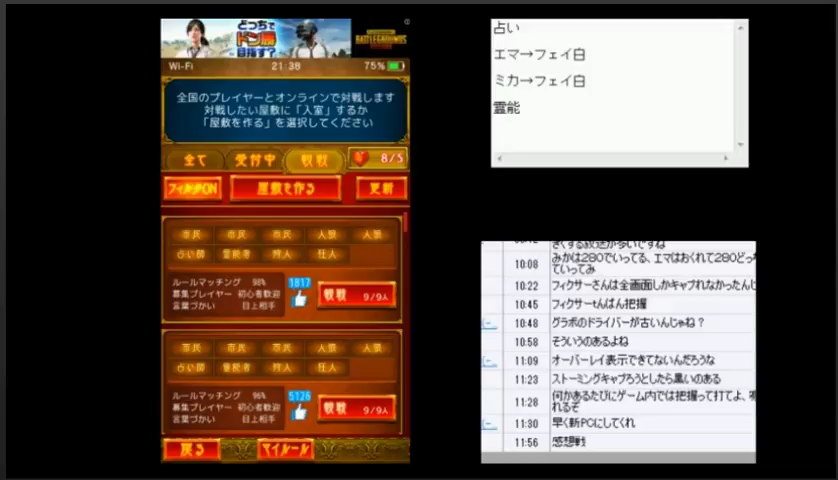 どっちで
ドン勝
目指す?
BATTLEGROUNDS
Wi-Fi 21:38 75%
全国のプレイヤーとオンラインで対戦します
対戦したい屋敷に「入室」するか
「屋敷を作る」を選択してください
全て 受付中 観戦 8/5
フィルタON 屋敷を作る 更新
市民 市民 市民 人狼 人狼
占い師 霊能者 狩人 狂人
ルールマッチング 98%
募集プレイヤー 初心者歓迎
言葉づかい 目上相手
1817
観戦 9/9人
市民 市民 市民 人狼 人狼
占い師 霊能者 狩人 狂人
ルールマッチング 96%
募集プレイヤー 初心者歓迎
言葉づかい 目上相手
5126
観戦 9/9人
戻る マイルール
占い
エマ→フェイ白
ミカ→フェイ白
霊能
きくする放送が多いですね
10:08 みかは280でいってる、エマはおくれて280どっ
ていってみ
10:22 フィクサーさんは全画面しかキャプれなかったんじ
10:45 フィクサーtんぱん把握
10:48 グラボのドライバーが古いんじゃね?
10:58 そういうのあるよね
11:09 オーバーレイ表示できてないんだろうな
11:23 ストーミングキャプろうとしたら黒いのある
11:28 何かあるたびにゲーム内では把握って打てよ、
れるぞ
11:30 早く新PCにしてくれ
11:56 感想戦